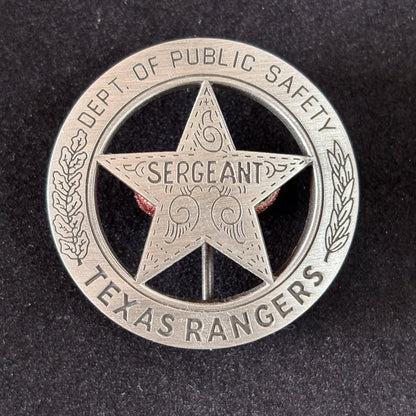 DEPT. OF PUBLIC SAFETY
SERGEANT
TEXAS RANGERS